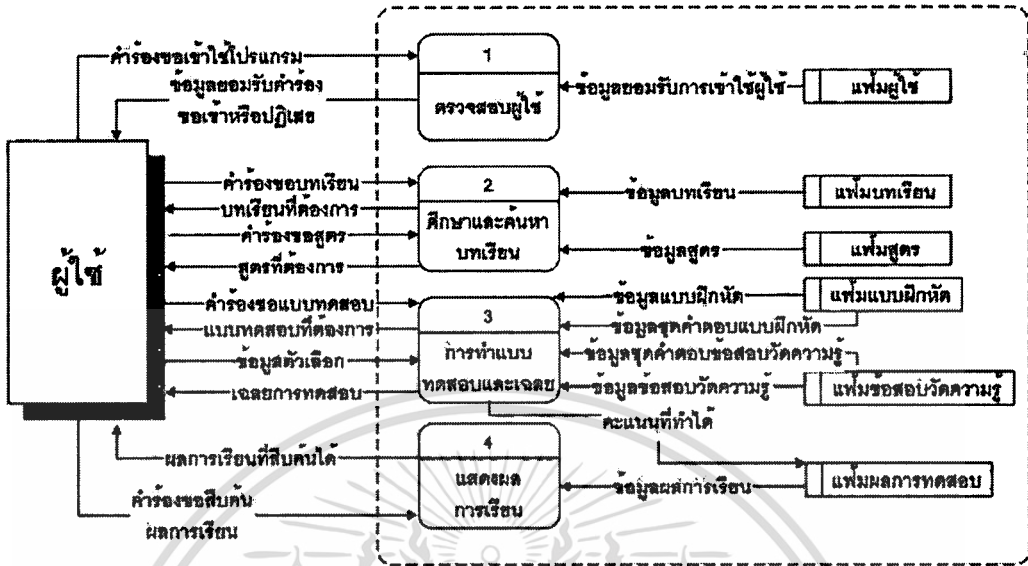 คำร้องขอเข้าใช้โปรแกรม
ข้อมูลยอมรับคำร้อง
ขอเข้าหรือปฏิเสธ
1
ตรวจสอบผู้ใช้
ข้อมูลยอมรับการเข้าใช้ผู้ใช้
แฟ้มผู้ใช้
ผู้ใช้
คำร้องขอบทเรียน
บทเรียนที่ต้องการ
คำร้องขอสูตร
สูตรที่ต้องการ
2
ศึกษาและค้นหา
บทเรียน
ข้อมูลบทเรียน
แฟ้มบทเรียน
ข้อมูลสูตร
แฟ้มสูตร
คำร้องขอแบบทดสอบ
แบบทดสอบที่ต้องการ
ข้อมูลตัวเลือก
เฉลยการทดสอบ
3
การทำแบบ
ทดสอบและเฉลย
ข้อมูลแบบฝึกหัด
แฟ้มแบบฝึกหัด
ข้อมูลชุดคำตอบแบบฝึกหัด
ข้อมูลชุดคำตอบข้อสอบวัดความรู้
ข้อมูลข้อสอบวัดความรู้
แฟ้มข้อสอบวัดความรู้
คะแนนที่ทำได้
ผลการเรียนที่สืบค้นได้
คำร้องขอสืบค้น
ผลการเรียน
4
แสดงผล
การเรียน
ข้อมูลผลการเรียน
แฟ้มผลการทดสอบ